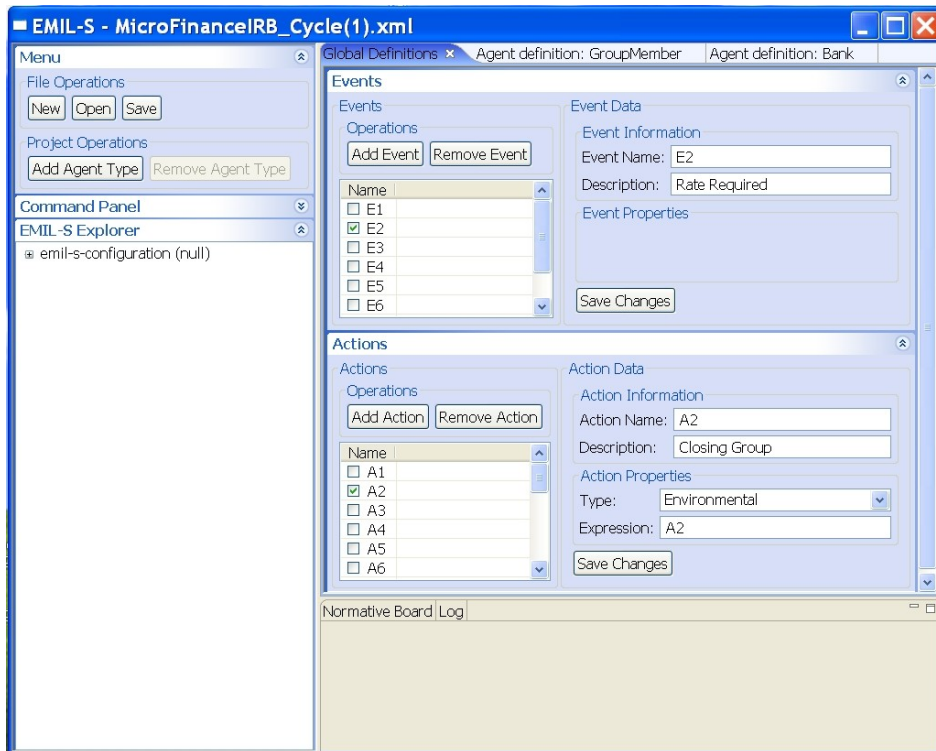 EMIL-S - MicroFinanceIRB_Cycle(1).xml
Menu
File Operations
New Open Save
Project Operations
Add Agent Type Remove Agent Type
Command Panel
EMIL-S Explorer
emil-s-configuration (null)
Global Definitions Agent definition: GroupMember Agent definition: Bank
Events
Events
Operations
Add Event Remove Event
Name
E1
E2
E3
E4
E5
E6
Event Data
Event Information
Event Name: E2
Description: Rate Required
Event Properties
Save Changes
Actions
Actions
Operations
Add Action Remove Action
Name
A1
A2
A3
A4
A5
A6
Action Data
Action Information
Action Name: A2
Description: Closing Group
Action Properties
Type: Environmental
Expression: A2
Save Changes
Normative Board Log